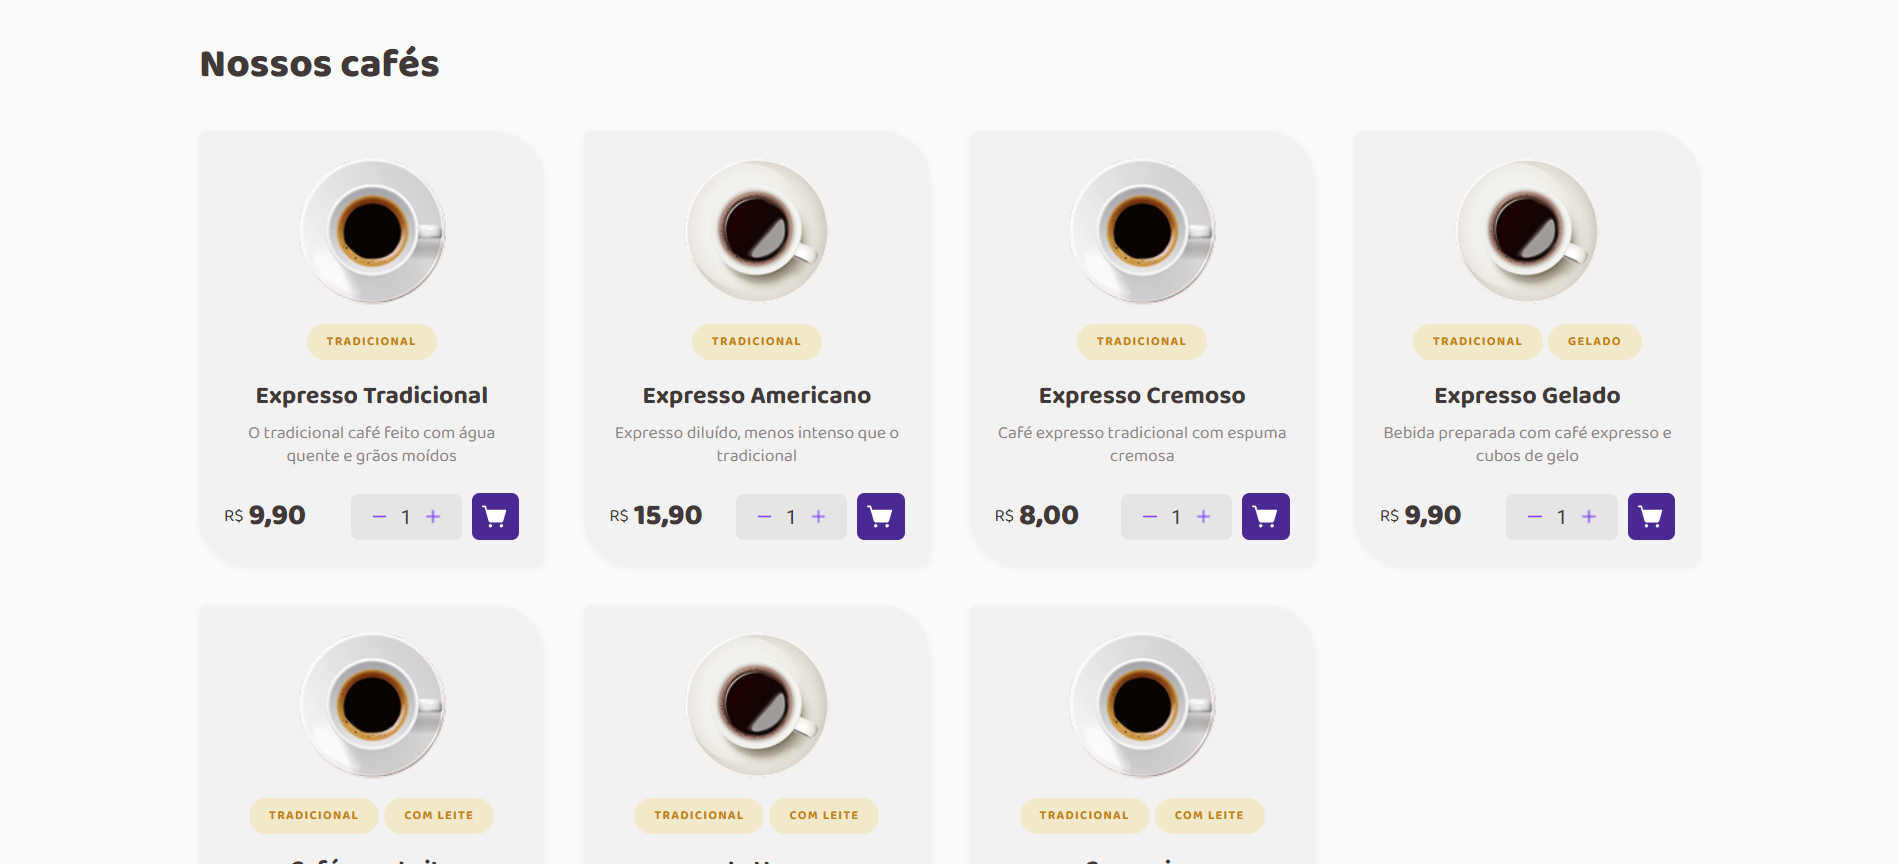 Nossos cafés
TRADICIONAL
Expresso Tradicional
O tradicional café feito com água
quente e grãos moídos
R$ 9,90 − 1 +
TRADICIONAL
Expresso Americano
Expresso diluído, menos intenso que o
tradicional
R$ 15,90 − 1 +
TRADICIONAL
Expresso Cremoso
Café expresso tradicional com espuma
cremosa
R$ 8,00 − 1 +
TRADICIONAL GELADO
Expresso Gelado
Bebida preparada com café expresso e
cubos de gelo
R$ 9,90 − 1 +
TRADICIONAL COM LEITE
TRADICIONAL COM LEITE
TRADICIONAL COM LEITE